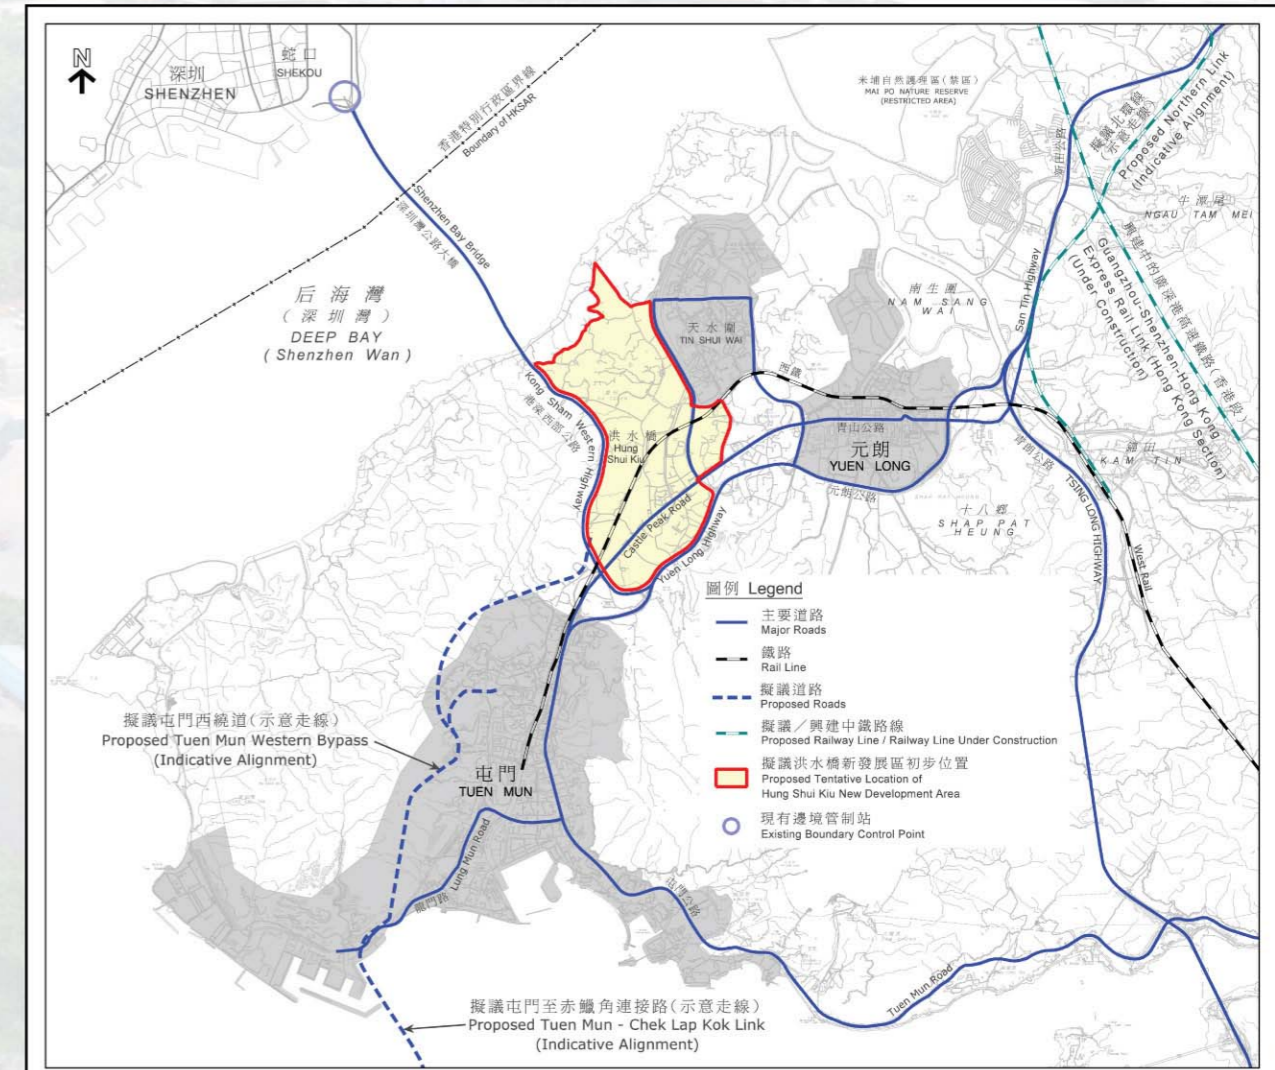 N
深圳
SHENZHEN
蛇口
SHEKOU
香港特別行政區界線
Boundary of HKSAR
米埔自然護理區(禁區)
MAI PO NATURE RESERVE
(RESTRICTED AREA)
擬議北環線
(示意走線)
Proposed Northern Link
(Indicative Alignment)
新田公路
San Tin Highway
牛潭尾
NGAU TAM MEI
Shenzhen Bay Bridge
深圳灣公路大橋
后海灣
(深圳灣)
DEEP BAY
(Shenzhen Wan)
南生圍
NAM SANG
WAI
興建中的廣深港高速鐵路(香港段)
Guangzhou-Shenzhen-Hong Kong
Express Rail Link (Hong Kong Section)
(Under Construction)
天水圍
TIN SHUI WAI
西鐵
Kong Sham Western Highway
港深西部公路
洪水橋
Hung
Shui Kiu
青山公路
元朗
YUEN LONG
元朗公路
Castle Peak Road
Yuen Long Highway
青朗公路
TSING LONG HIGHWAY
錦田
KAM TIN
十八鄉
SHAP PAT
HEUNG
West Rail
圖例 Legend
主要道路
Major Roads
鐵路
Rail Line
擬議道路
Proposed Roads
擬議／興建中鐵路線
Proposed Railway Line / Railway Line Under Construction
擬議洪水橋新發展區初步位置
Proposed Tentative Location of
Hung Shui Kiu New Development Area
現有邊境管制站
Existing Boundary Control Point
擬議屯門西繞道(示意走線)
Proposed Tuen Mun Western Bypass
(Indicative Alignment)
屯門
TUEN MUN
龍門路 Lung Mun Road
屯門公路
Tuen Mun Road
擬議屯門至赤鱲角連接路(示意走線)
Proposed Tuen Mun - Chek Lap Kok Link
(Indicative Alignment)